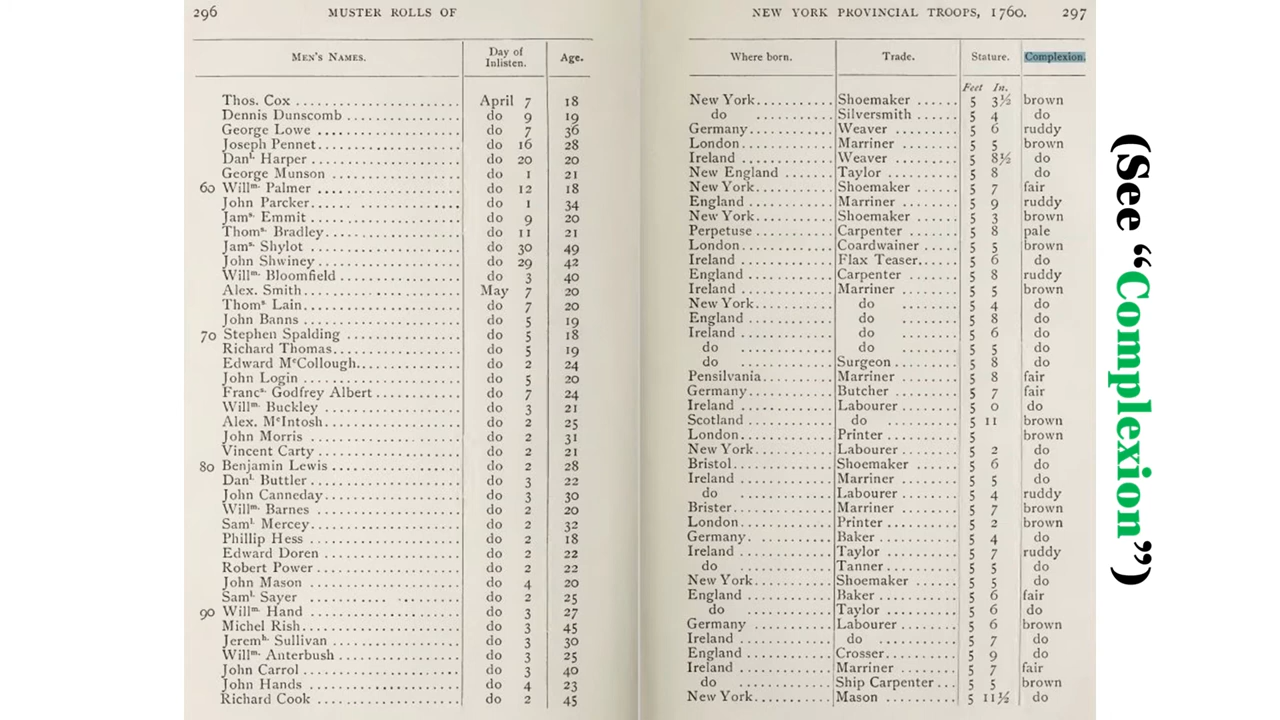 296 MUSTER ROLLS OF
MEN'S NAMES. Day of Inlisten. Age.
Thos. Cox April 7 18
Dennis Dunscomb do 9 19
George Lowe do 7 36
Joseph Pennet do 16 28
Danl. Harper do 20 20
George Munson do 1 21
60 Willm. Palmer do 12 18
John Parcker do 1 34
Jams. Emmit do 9 20
Thoms. Bradley do 11 21
Jams. Shylot do 30 49
John Shwiney do 29 42
Willm. Bloomfield do 3 40
Alex. Smith May 7 20
Thoms. Lain do 7 20
John Banns do 5 19
70 Stephen Spalding do 5 18
Richard Thomas do 5 19
Edward McCollough do 2 24
John Login do 5 20
Francs. Godfrey Albert do 7 24
Willm. Buckley do 3 21
Alex. McIntosh do 2 25
John Morris do 2 31
Vincent Carty do 2 21
80 Benjamin Lewis do 2 28
Danl. Buttler do 3 22
John Canneday do 3 30
Willm. Barnes do 2 20
Saml. Mercey do 2 32
Phillip Hess do 2 18
Edward Doren do 2 22
Robert Power do 2 22
John Mason do 4 20
Saml. Sayer do 2 25
90 Willm. Hand do 3 27
Michel Rish do 3 45
Jeremh. Sullivan do 3 30
Willm. Anterbush do 3 25
John Carrol do 3 40
John Hands do 4 23
Richard Cook do 2 45
NEW YORK PROVINCIAL TROOPS, 1760. 297
Where born. Trade. Stature. Complexion.
Feet In.
New York Shoemaker 5 3½ brown
do Silversmith 5 4 do
Germany Weaver 5 6 ruddy
London Marriner 5 5 brown
Ireland Weaver 5 8½ do
New England Taylor 5 8 do
New York Shoemaker 5 7 fair
England Marriner 5 9 ruddy
New York Shoemaker 5 3 brown
Perpetuse Carpenter 5 8 pale
London Coardwainer 5 5 brown
Ireland Flax Teaser 5 6 do
England Carpenter 5 8 ruddy
Ireland Marriner 5 5 brown
New York do 5 4 do
England do 5 8 do
Ireland do 5 6 do
do do 5 5 do
do Surgeon 5 8 do
Pensilvania Marriner 5 8 fair
Germany Butcher 5 7 fair
Ireland Labourer 5 0 do
Scotland do 5 11 brown
London Printer 5 brown
New York Labourer 5 2 do
Bristol Shoemaker 5 6 do
Ireland Marriner 5 5 do
do Labourer 5 4 ruddy
Brister Marriner 5 7 brown
London Printer 5 2 brown
Germany Baker 5 4 do
Ireland Taylor 5 7 ruddy
do Tanner 5 5 do
New York Shoemaker 5 5 do
England Baker 5 6 fair
do Taylor 5 6 do
Germany Labourer 5 6 brown
Ireland do 5 7 do
England Crosser 5 9 do
Ireland Marriner 5 7 fair
do Ship Carpenter 5 5 brown
New York Mason 5 11½ do
(See “Complexion”)